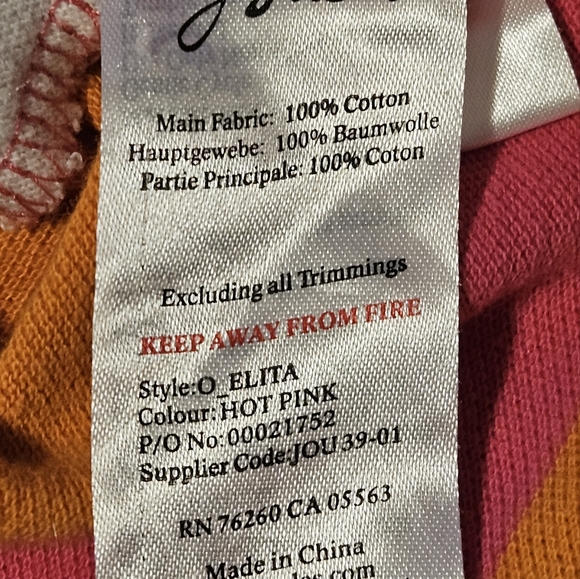 Main Fabric: 100% Cotton
Hauptgewebe: 100% Baumwolle
Partie Principale: 100% Coton
Excluding all Trimmings
KEEP AWAY FROM FIRE
Style:O_ELITA
Colour:HOT PINK
P/O No:00021752
Supplier Code:JOU 39-01
RN 76260 CA 05563
Made in China